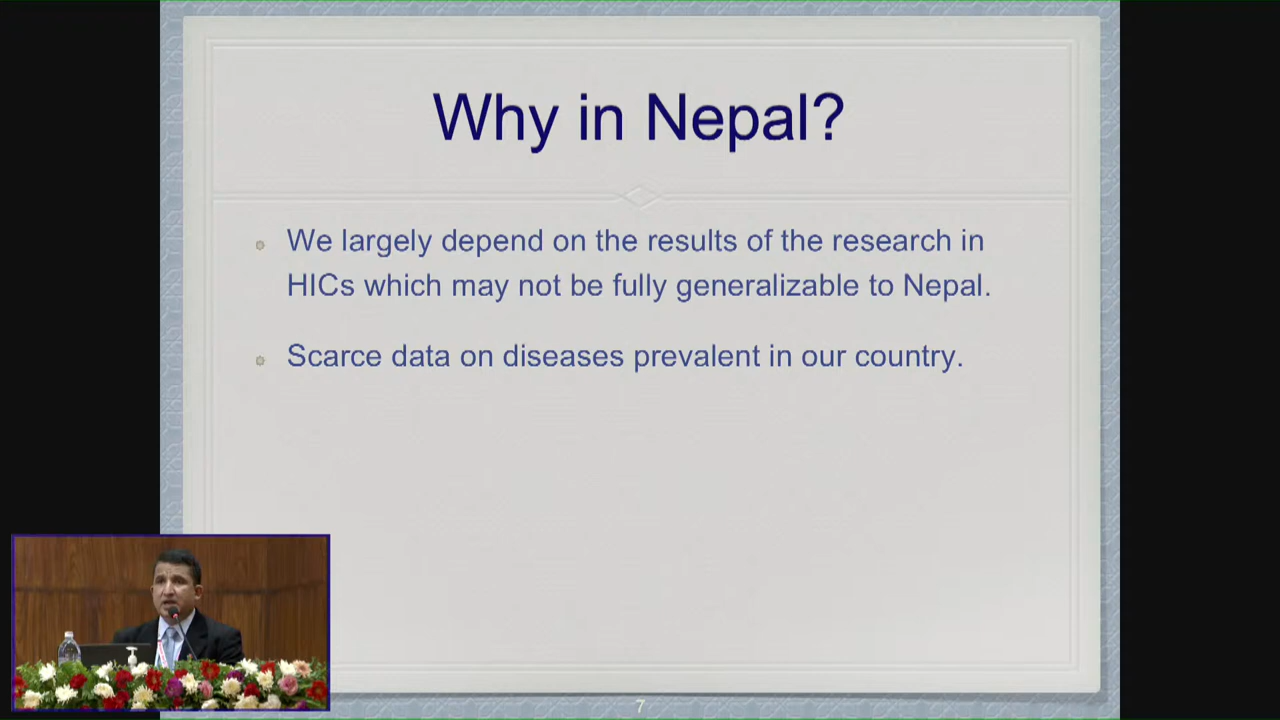 Why in Nepal?
We largely depend on the results of the research in
HICs which may not be fully generalizable to Nepal.
Scarce data on diseases prevalent in our country.
7